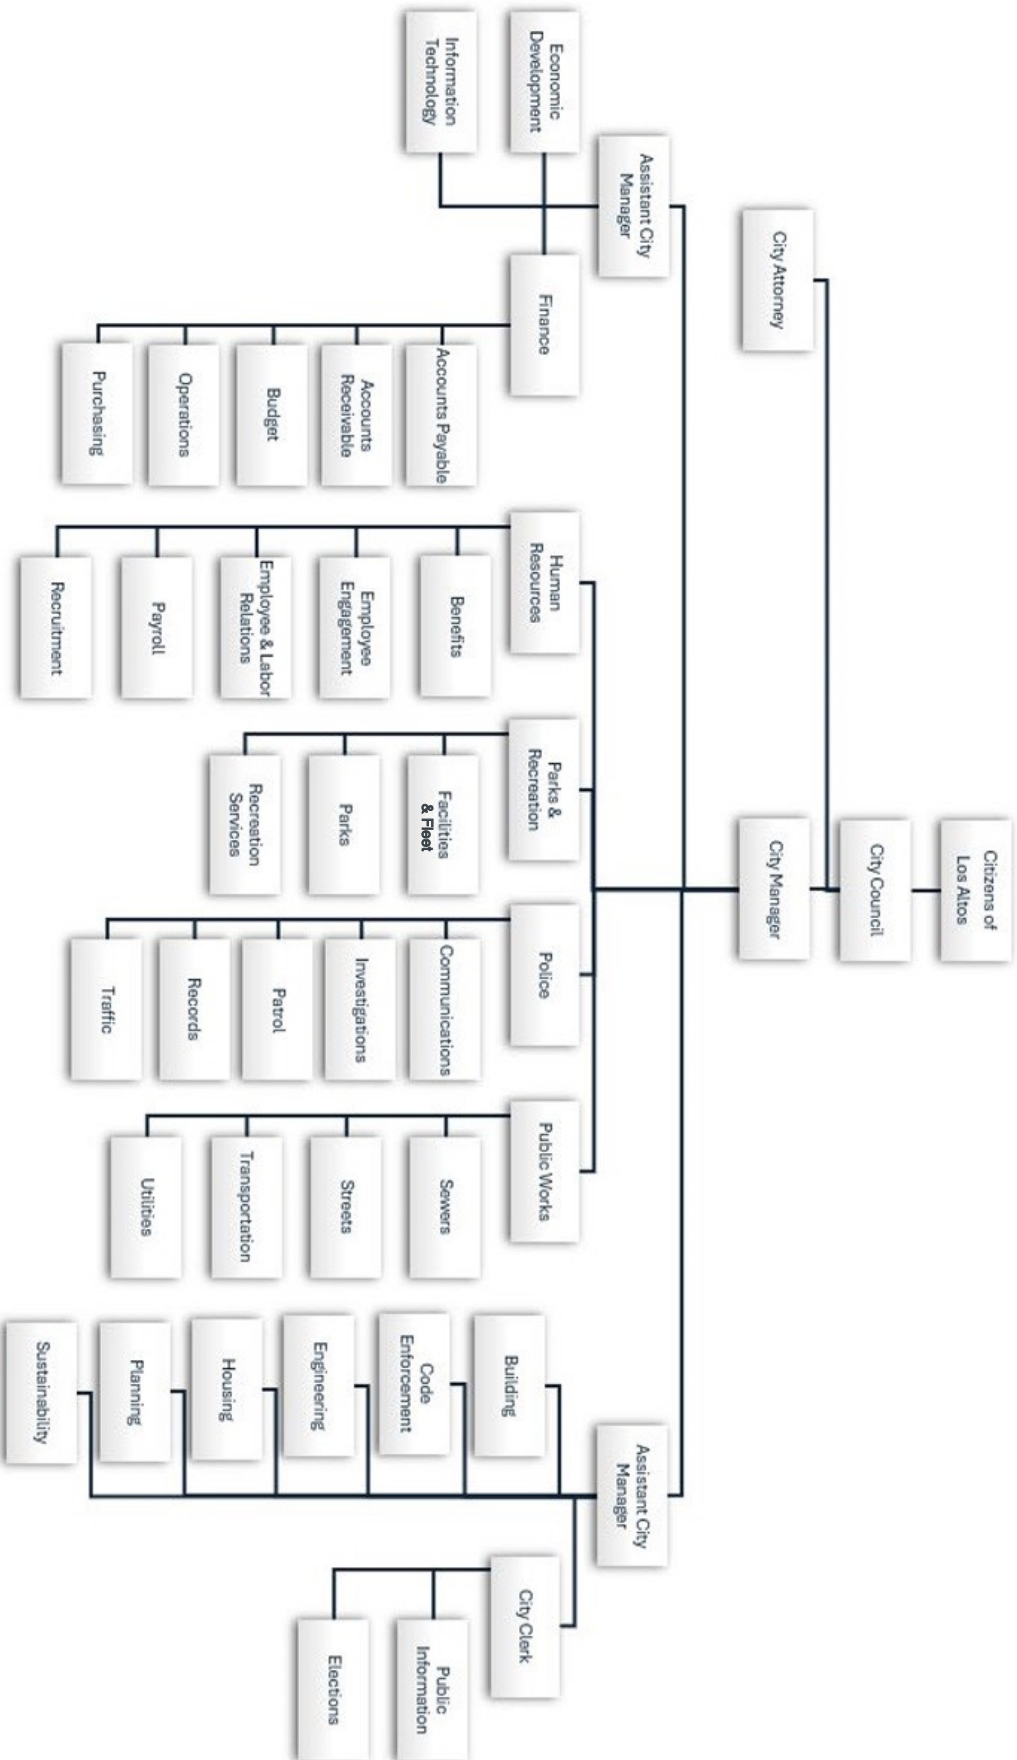 Citizens of
Los Altos
City Council
City Attorney
City Manager
Assistant City
Manager
Economic
Development
Information
Technology
Finance
Accounts Payable
Accounts
Receivable
Budget
Operations
Purchasing
Human
Resources
Benefits
Employee
Engagement
Employee & Labor
Relations
Payroll
Recruitment
Parks &
Recreation
Facilities
& Fleet
Parks
Recreation
Services
Police
Communications
Investigations
Patrol
Records
Traffic
Public Works
Sewers
Streets
Transportation
Utilities
Assistant City
Manager
Building
Code
Enforcement
Engineering
Housing
Planning
Sustainability
City Clerk
Public
Information
Elections